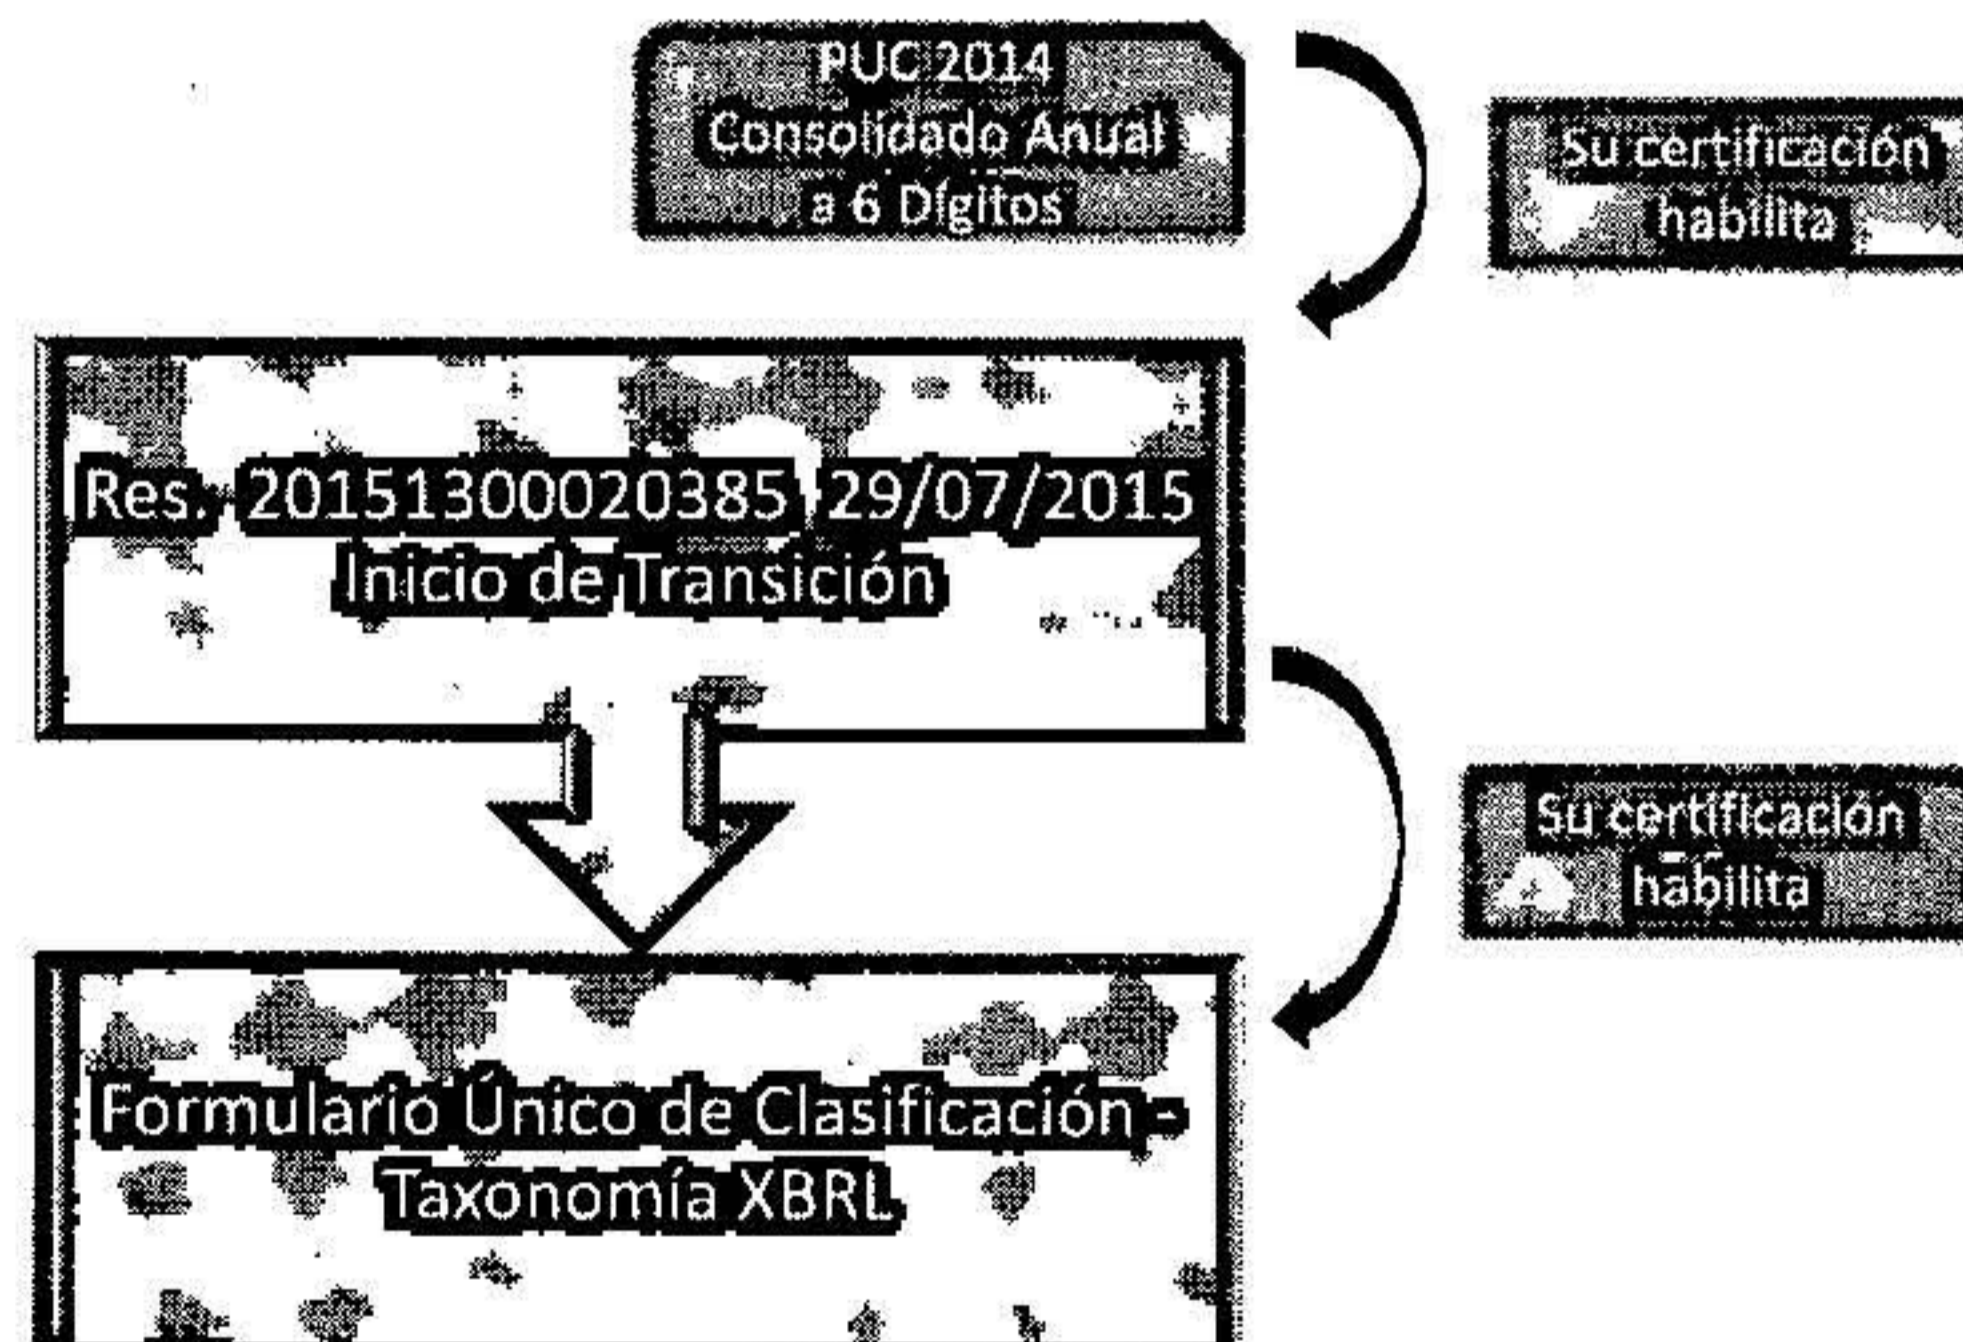 PUC 2014
Consolidado Anual
a 6 Dígitos
Su certificación
habilita
Res. 20151300020385 29/07/2015
Inicio de Transición
Su certificación
habilita
Formulario Único de Clasificación -
Taxonomía XBRL